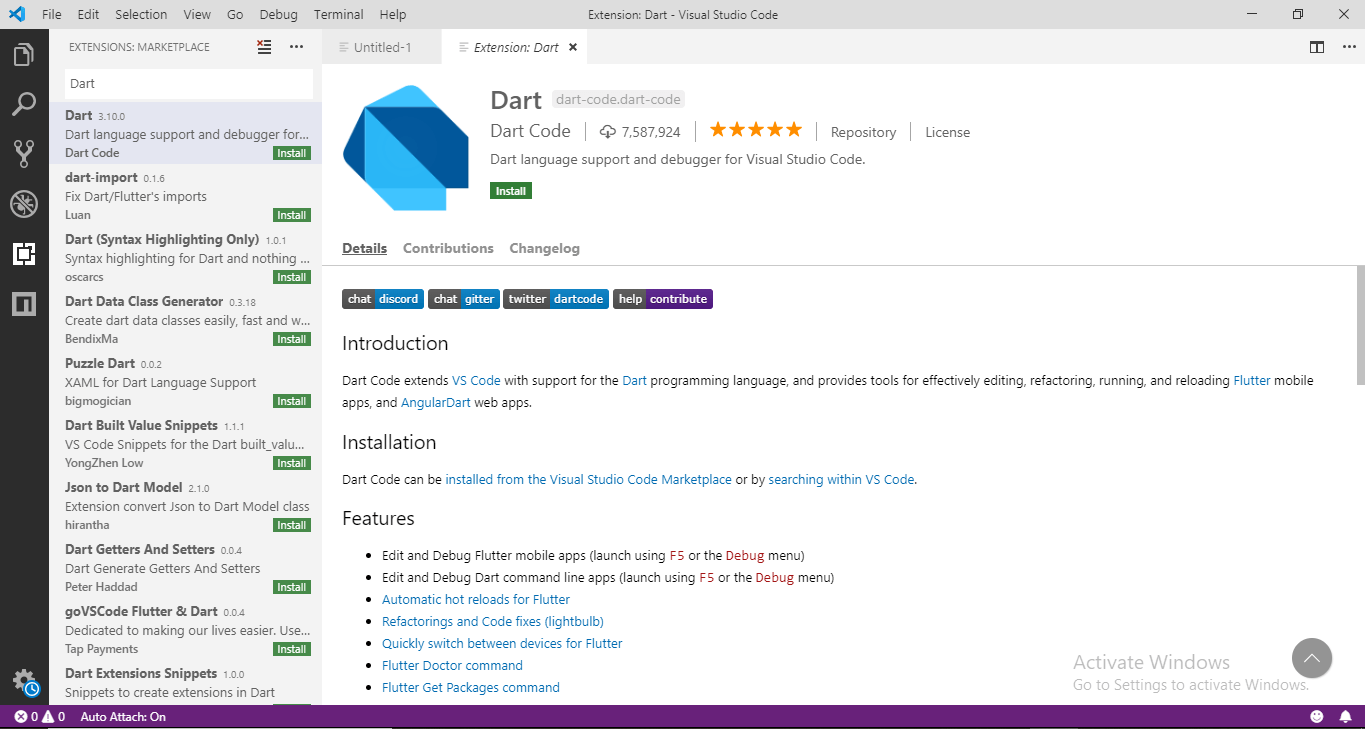 File Edit Selection View Go Debug Terminal Help
Extension: Dart - Visual Studio Code
EXTENSIONS: MARKETPLACE
Dart
Dart 3.10.0
Dart language support and debugger for...
Dart Code Install
dart-import 0.1.6
Fix Dart/Flutter's imports
Luan Install
Dart (Syntax Highlighting Only) 1.0.1
Syntax highlighting for Dart and nothing ...
oscarcs Install
Dart Data Class Generator 0.3.18
Create dart data classes easily, fast and w...
BendixMa Install
Puzzle Dart 0.0.2
XAML for Dart Language Support
bigmogician Install
Dart Built Value Snippets 1.1.1
VS Code Snippets for the Dart built_valu...
YongZhen Low Install
Json to Dart Model 2.1.0
Extension convert Json to Dart Model class
hirantha Install
Dart Getters And Setters 0.0.4
Dart Generate Getters And Setters
Peter Haddad Install
goVSCode Flutter & Dart 0.0.4
Dedicated to making our lives easier. Use...
Tap Payments Install
Dart Extensions Snippets 1.0.0
Snippets to create extensions in Dart
Untitled-1
Extension: Dart
Dart dart-code.dart-code
Dart Code 7,587,924 Repository License
Dart language support and debugger for Visual Studio Code.
Install
Details Contributions Changelog
chat discord chat gitter twitter dartcode help contribute
Introduction
Dart Code extends VS Code with support for the Dart programming language, and provides tools for effectively editing, refactoring, running, and reloading Flutter mobile
apps, and AngularDart web apps.
Installation
Dart Code can be installed from the Visual Studio Code Marketplace or by searching within VS Code.
Features
Edit and Debug Flutter mobile apps (launch using F5 or the Debug menu)
Edit and Debug Dart command line apps (launch using F5 or the Debug menu)
Automatic hot reloads for Flutter
Refactorings and Code fixes (lightbulb)
Quickly switch between devices for Flutter
Flutter Doctor command
Flutter Get Packages command
Activate Windows
Go to Settings to activate Windows.
0 0 Auto Attach: On